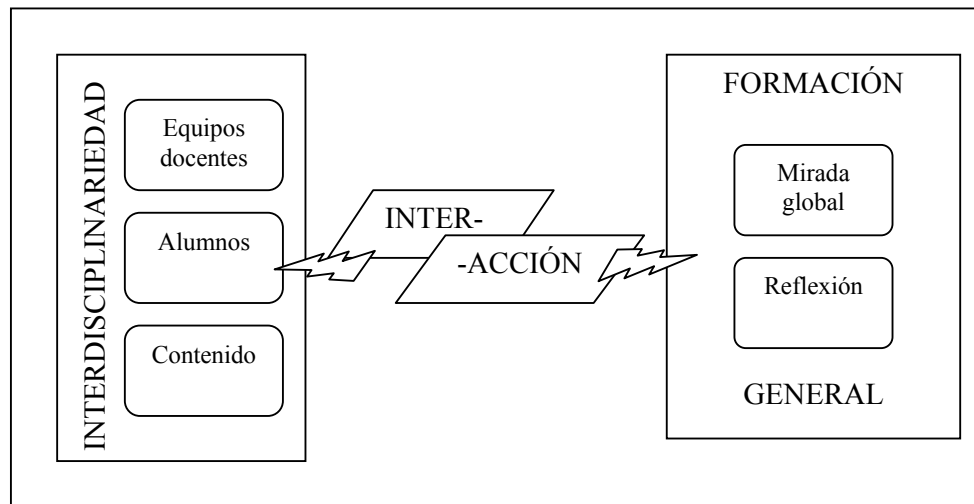 INTERDISCIPLINARIEDAD
Equipos
docentes
Alumnos
Contenido
INTER-
-ACCIÓN
FORMACIÓN
Mirada
global
Reflexión
GENERAL